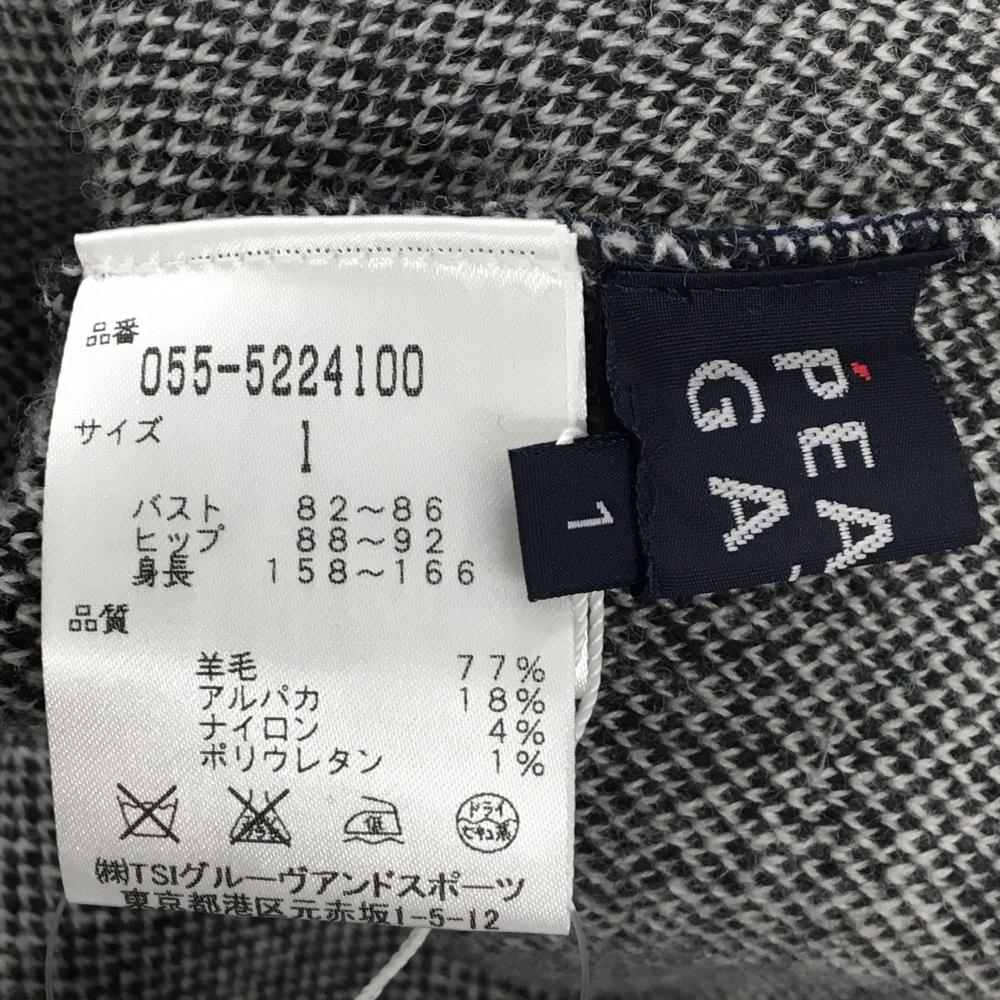 品番
055-5224100
サイズ 1
バスト 82～86
ヒップ 88～92
身長 158～166
品質
羊毛 77%
アルパカ 18%
ナイロン 4%
ポリウレタン 1%
低
ドライ
セキユ系
㈱TSIグルーヴアンドスポーツ
東京都港区元赤坂1-5-12
1
PEA
GA